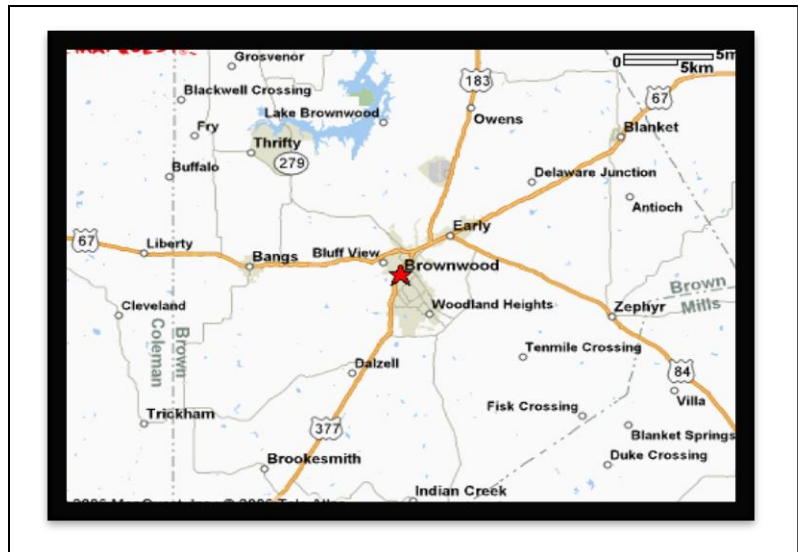 MAPQUEST
Grosvenor
0
5m
5km
183
67
Blackwell Crossing
Lake Brownwood
Owens
Fry
Blanket
Thrifty
279
Buffalo
Delaware Junction
Antioch
Early
67
Liberty
Bangs
Bluff View
Brownwood
Brown
Mills
Cleveland
Woodland Heights
Zephyr
Coleman
Brown
Tenmile Crossing
Dalzell
84
Villa
Fisk Crossing
Trickham
377
Blanket Springs
Brookesmith
Duke Crossing
Indian Creek